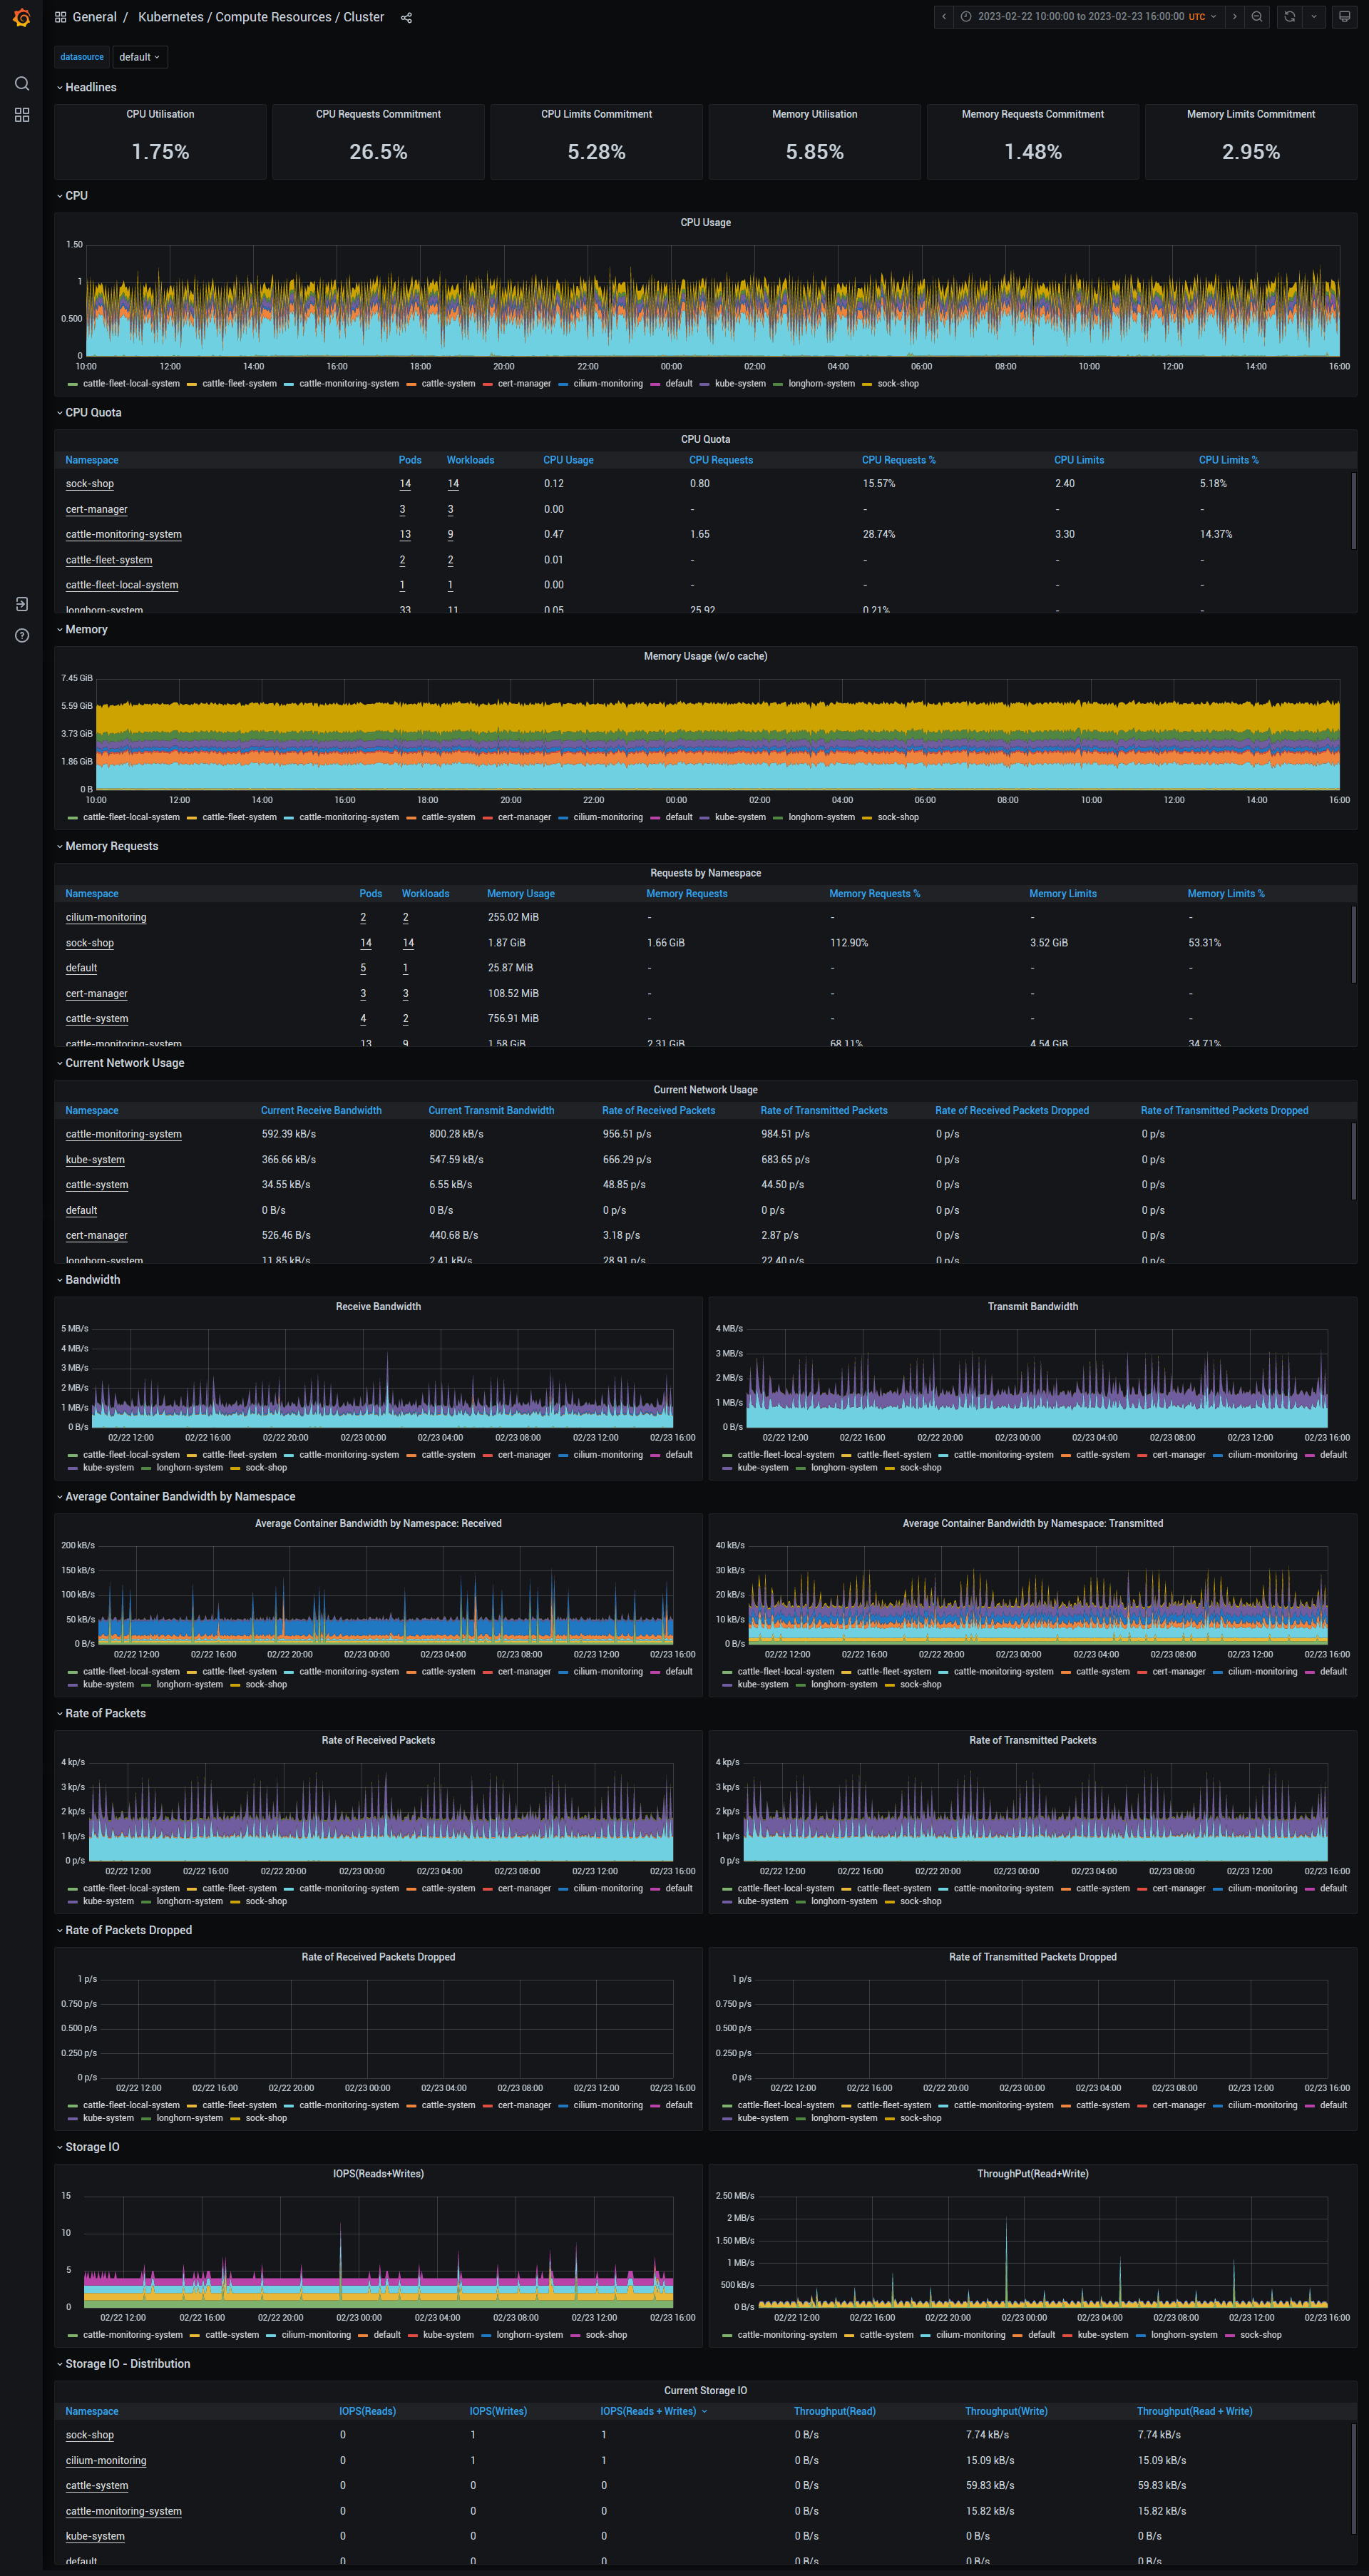 General / Kubernetes / Compute Resources / Cluster 2023-02-22 10:00:00 to 2023-02-23 16:00:00 UTC
datasource default
Headlines
CPU Utilisation CPU Requests Commitment CPU Limits Commitment Memory Utilisation Memory Requests Commitment Memory Limits Commitment
1.75% 26.5% 5.28% 5.85% 1.48% 2.95%
CPU
CPU Usage
1.50
1
0.500
0
10:00 12:00 14:00 16:00 18:00 20:00 22:00 00:00 02:00 04:00 06:00 08:00 10:00 12:00 14:00 16:00
cattle-fleet-local-system cattle-fleet-system cattle-monitoring-system cattle-system cert-manager cilium-monitoring default kube-system longhorn-system sock-shop
CPU Quota
CPU Quota
Namespace Pods Workloads CPU Usage CPU Requests CPU Requests % CPU Limits CPU Limits %
sock-shop 14 14 0.12 0.80 15.57% 2.40 5.18%
cert-manager 3 3 0.00 - - - -
cattle-monitoring-system 13 9 0.47 1.65 28.74% 3.30 14.37%
cattle-fleet-system 2 2 0.01 - - - -
cattle-fleet-local-system 1 1 0.00 - - - -
longhorn-system 33 11 0.05 25.92 0.21% - -
Memory
Memory Usage (w/o cache)
7.45 GiB
5.59 GiB
3.73 GiB
1.86 GiB
0 B
10:00 12:00 14:00 16:00 18:00 20:00 22:00 00:00 02:00 04:00 06:00 08:00 10:00 12:00 14:00 16:00
cattle-fleet-local-system cattle-fleet-system cattle-monitoring-system cattle-system cert-manager cilium-monitoring default kube-system longhorn-system sock-shop
Memory Requests
Requests by Namespace
Namespace Pods Workloads Memory Usage Memory Requests Memory Requests % Memory Limits Memory Limits %
cilium-monitoring 2 2 255.02 MiB - - - -
sock-shop 14 14 1.87 GiB 1.66 GiB 112.90% 3.52 GiB 53.31%
default 5 1 25.87 MiB - - - -
cert-manager 3 3 108.52 MiB - - - -
cattle-system 4 2 756.91 MiB - - - -
cattle-monitoring-system 13 9 1.58 GiB 2.31 GiB 68.11% 4.54 GiB 34.71%
Current Network Usage
Current Network Usage
Namespace Current Receive Bandwidth Current Transmit Bandwidth Rate of Received Packets Rate of Transmitted Packets Rate of Received Packets Dropped Rate of Transmitted Packets Dropped
cattle-monitoring-system 592.39 kB/s 800.28 kB/s 956.51 p/s 984.51 p/s 0 p/s 0 p/s
kube-system 366.66 kB/s 547.59 kB/s 666.29 p/s 683.65 p/s 0 p/s 0 p/s
cattle-system 34.55 kB/s 6.55 kB/s 48.85 p/s 44.50 p/s 0 p/s 0 p/s
default 0 B/s 0 B/s 0 p/s 0 p/s 0 p/s 0 p/s
cert-manager 526.46 B/s 440.68 B/s 3.18 p/s 2.87 p/s 0 p/s 0 p/s
longhorn-system 11.85 kB/s 2.41 kB/s 28.91 p/s 22.40 p/s 0 p/s 0 p/s
Bandwidth
Receive Bandwidth
5 MB/s
4 MB/s
3 MB/s
2 MB/s
1 MB/s
0 B/s
02/22 12:00 02/22 16:00 02/22 20:00 02/23 00:00 02/23 04:00 02/23 08:00 02/23 12:00 02/23 16:00
cattle-fleet-local-system cattle-fleet-system cattle-monitoring-system cattle-system cert-manager cilium-monitoring default
kube-system longhorn-system sock-shop
Transmit Bandwidth
4 MB/s
3 MB/s
2 MB/s
1 MB/s
0 B/s
02/22 12:00 02/22 16:00 02/22 20:00 02/23 00:00 02/23 04:00 02/23 08:00 02/23 12:00 02/23 16:00
cattle-fleet-local-system cattle-fleet-system cattle-monitoring-system cattle-system cert-manager cilium-monitoring default
kube-system longhorn-system sock-shop
Average Container Bandwidth by Namespace
Average Container Bandwidth by Namespace: Received
200 kB/s
150 kB/s
100 kB/s
50 kB/s
0 B/s
02/22 12:00 02/22 16:00 02/22 20:00 02/23 00:00 02/23 04:00 02/23 08:00 02/23 12:00 02/23 16:00
cattle-fleet-local-system cattle-fleet-system cattle-monitoring-system cattle-system cert-manager cilium-monitoring default
kube-system longhorn-system sock-shop
Average Container Bandwidth by Namespace: Transmitted
40 kB/s
30 kB/s
20 kB/s
10 kB/s
0 B/s
02/22 12:00 02/22 16:00 02/22 20:00 02/23 00:00 02/23 04:00 02/23 08:00 02/23 12:00 02/23 16:00
cattle-fleet-local-system cattle-fleet-system cattle-monitoring-system cattle-system cert-manager cilium-monitoring default
kube-system longhorn-system sock-shop
Rate of Packets
Rate of Received Packets
4 kp/s
3 kp/s
2 kp/s
1 kp/s
0 p/s
02/22 12:00 02/22 16:00 02/22 20:00 02/23 00:00 02/23 04:00 02/23 08:00 02/23 12:00 02/23 16:00
cattle-fleet-local-system cattle-fleet-system cattle-monitoring-system cattle-system cert-manager cilium-monitoring default
kube-system longhorn-system sock-shop
Rate of Transmitted Packets
4 kp/s
3 kp/s
2 kp/s
1 kp/s
0 p/s
02/22 12:00 02/22 16:00 02/22 20:00 02/23 00:00 02/23 04:00 02/23 08:00 02/23 12:00 02/23 16:00
cattle-fleet-local-system cattle-fleet-system cattle-monitoring-system cattle-system cert-manager cilium-monitoring default
kube-system longhorn-system sock-shop
Rate of Packets Dropped
Rate of Received Packets Dropped
1 p/s
0.750 p/s
0.500 p/s
0.250 p/s
0 p/s
02/22 12:00 02/22 16:00 02/22 20:00 02/23 00:00 02/23 04:00 02/23 08:00 02/23 12:00 02/23 16:00
cattle-fleet-local-system cattle-fleet-system cattle-monitoring-system cattle-system cert-manager cilium-monitoring default
kube-system longhorn-system sock-shop
Rate of Transmitted Packets Dropped
1 p/s
0.750 p/s
0.500 p/s
0.250 p/s
0 p/s
02/22 12:00 02/22 16:00 02/22 20:00 02/23 00:00 02/23 04:00 02/23 08:00 02/23 12:00 02/23 16:00
cattle-fleet-local-system cattle-fleet-system cattle-monitoring-system cattle-system cert-manager cilium-monitoring default
kube-system longhorn-system sock-shop
Storage IO
IOPS(Reads+Writes)
15
10
5
0
02/22 12:00 02/22 16:00 02/22 20:00 02/23 00:00 02/23 04:00 02/23 08:00 02/23 12:00 02/23 16:00
cattle-monitoring-system cattle-system cilium-monitoring default kube-system longhorn-system sock-shop
ThroughPut(Read+Write)
2.50 MB/s
2 MB/s
1.50 MB/s
1 MB/s
500 kB/s
0 B/s
02/22 12:00 02/22 16:00 02/22 20:00 02/23 00:00 02/23 04:00 02/23 08:00 02/23 12:00 02/23 16:00
cattle-monitoring-system cattle-system cilium-monitoring default kube-system longhorn-system sock-shop
Storage IO - Distribution
Current Storage IO
Namespace IOPS(Reads) IOPS(Writes) IOPS(Reads + Writes) Throughput(Read) Throughput(Write) Throughput(Read + Write)
sock-shop 0 1 1 0 B/s 7.74 kB/s 7.74 kB/s
cilium-monitoring 0 1 1 0 B/s 15.09 kB/s 15.09 kB/s
cattle-system 0 0 0 0 B/s 59.83 kB/s 59.83 kB/s
cattle-monitoring-system 0 0 0 0 B/s 15.82 kB/s 15.82 kB/s
kube-system 0 0 0 0 B/s 0 B/s 0 B/s
default 0 0 0 0 B/s 0 B/s 0 B/s